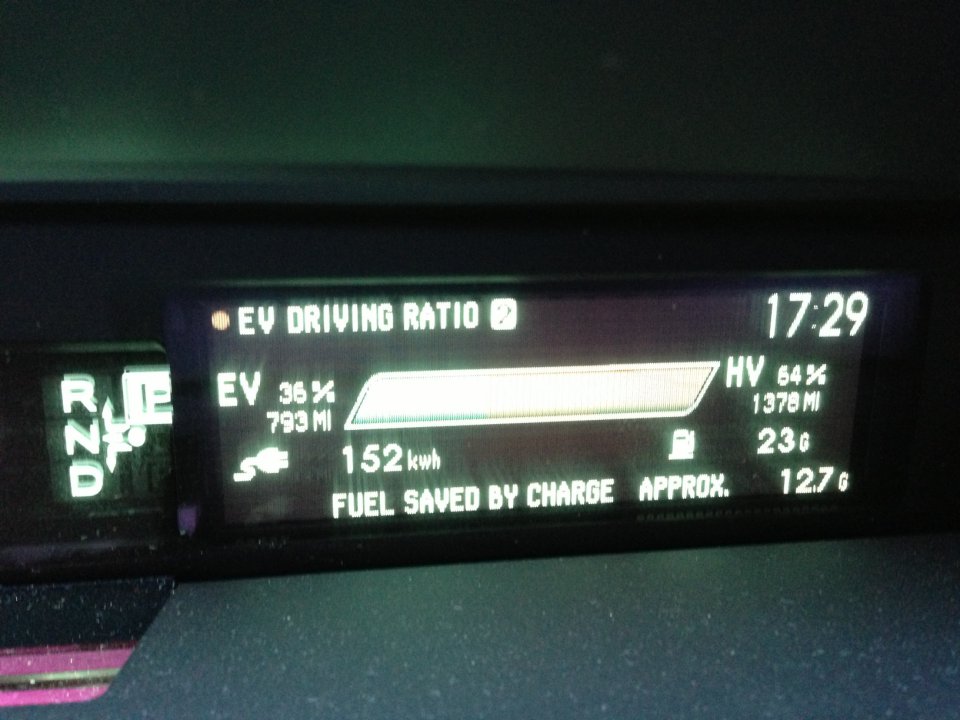 EV DRIVING RATIO 2 17:29
EV 36% HV 64%
793 MI 1378 MI
152 kwh 23 G
FUEL SAVED BY CHARGE APPROX. 12.7 G
R P
N
D